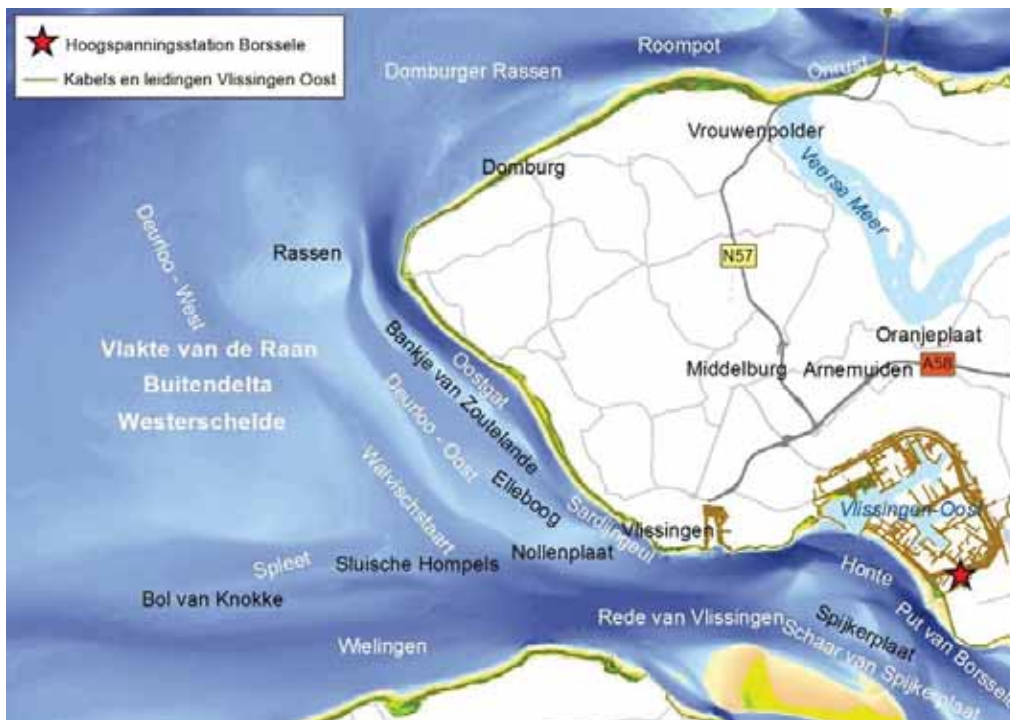 Hoogspanningsstation Borssele
Kabels en leidingen Vlissingen Oost
Roompot
Domburger Rassen
Onrust
Vrouwenpolder
Domburg
Veerse Meer
Deurloo - West
Rassen
N57
Oranjeplaat
Vlakte van de Raan
Buitendelta
Westerschelde
Bankje van Zoutelande
Oostgat
Middelburg
Arnemuiden
A58
Deurloo - Oost
Walvischstaart
Elleboog
Sardijngeul
Vlissingen
Vlissingen-Oost
Nollenplaat
Spleet
Sluische Hompels
Honte
Bol van Knokke
Rede van Vlissingen
Spijkerplaat
Put van Borssele
Wielingen
Schaar van Spijkerplaat